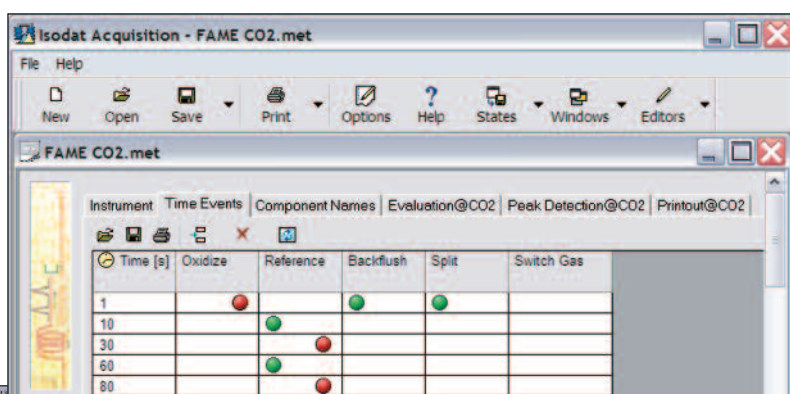 Isodat Acquisition - FAME CO2.met
File Help
New Open Save Print Options Help States Windows Editors
FAME CO2.met
Instrument Time Events Component Names Evaluation@CO2 Peak Detection@CO2 Printout@CO2
Time [s] Oxidize Reference Backflush Split Switch Gas
1
10
30
60
80